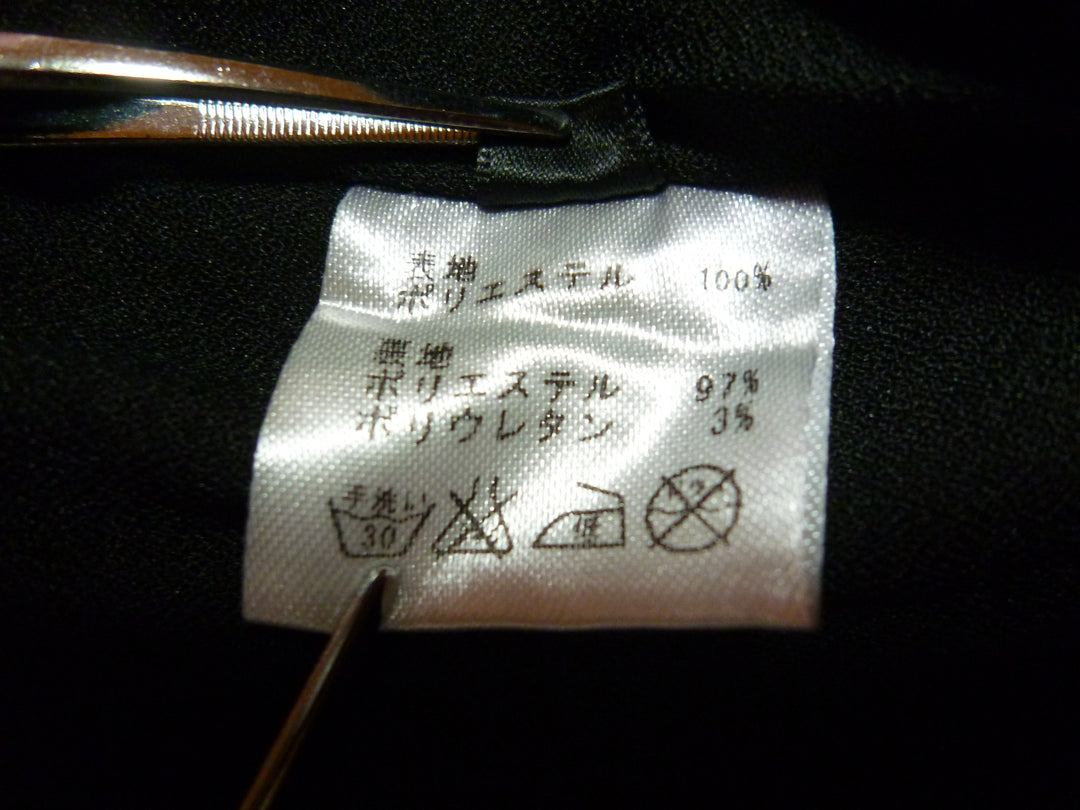 表地
ポリエステル 100%
裏地
ポリエステル 97%
ポリウレタン 3%
手洗イ
30 低